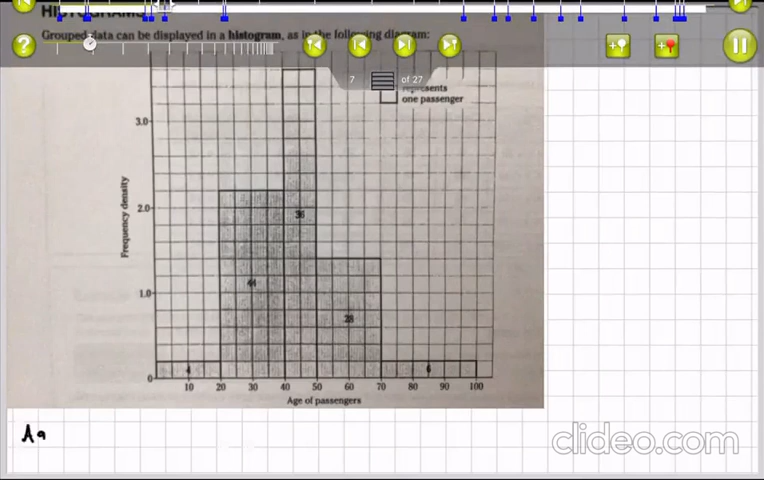 HISTOGRAMS
Grouped data can be displayed in a histogram, as in the following diagram:
7 of 27
represents
one passenger
3.0
2.0
1.0
0
Frequency density
36
44
28
4
6
10 20 30 40 50 60 70 80 90 100
Age of passengers
Aa
clideo.com